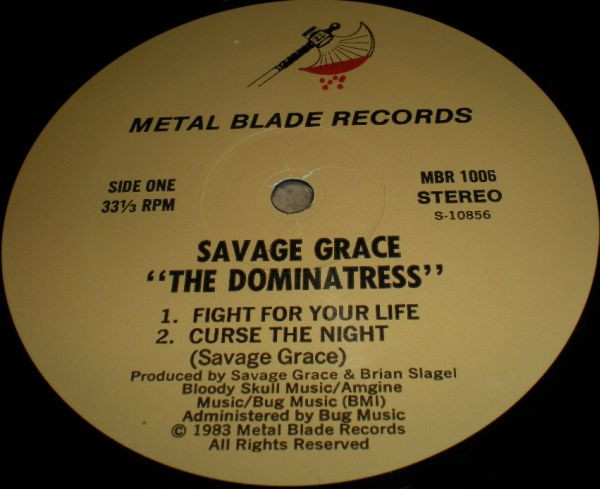 METAL BLADE RECORDS
SIDE ONE
33⅓ RPM
MBR 1006
STEREO
S-10856
SAVAGE GRACE
"THE DOMINATRESS"
1. FIGHT FOR YOUR LIFE
2. CURSE THE NIGHT
(Savage Grace)
Produced by Savage Grace & Brian Slagel
Bloody Skull Music/Amgine
Music/Bug Music (BMI)
Administered by Bug Music
© 1983 Metal Blade Records
All Rights Reserved